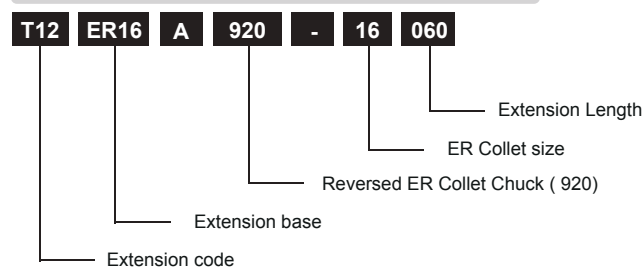 T12 ER16 A 920 - 16 060
Extension Length
ER Collet size
Reversed ER Collet Chuck ( 920)
Extension base
Extension code